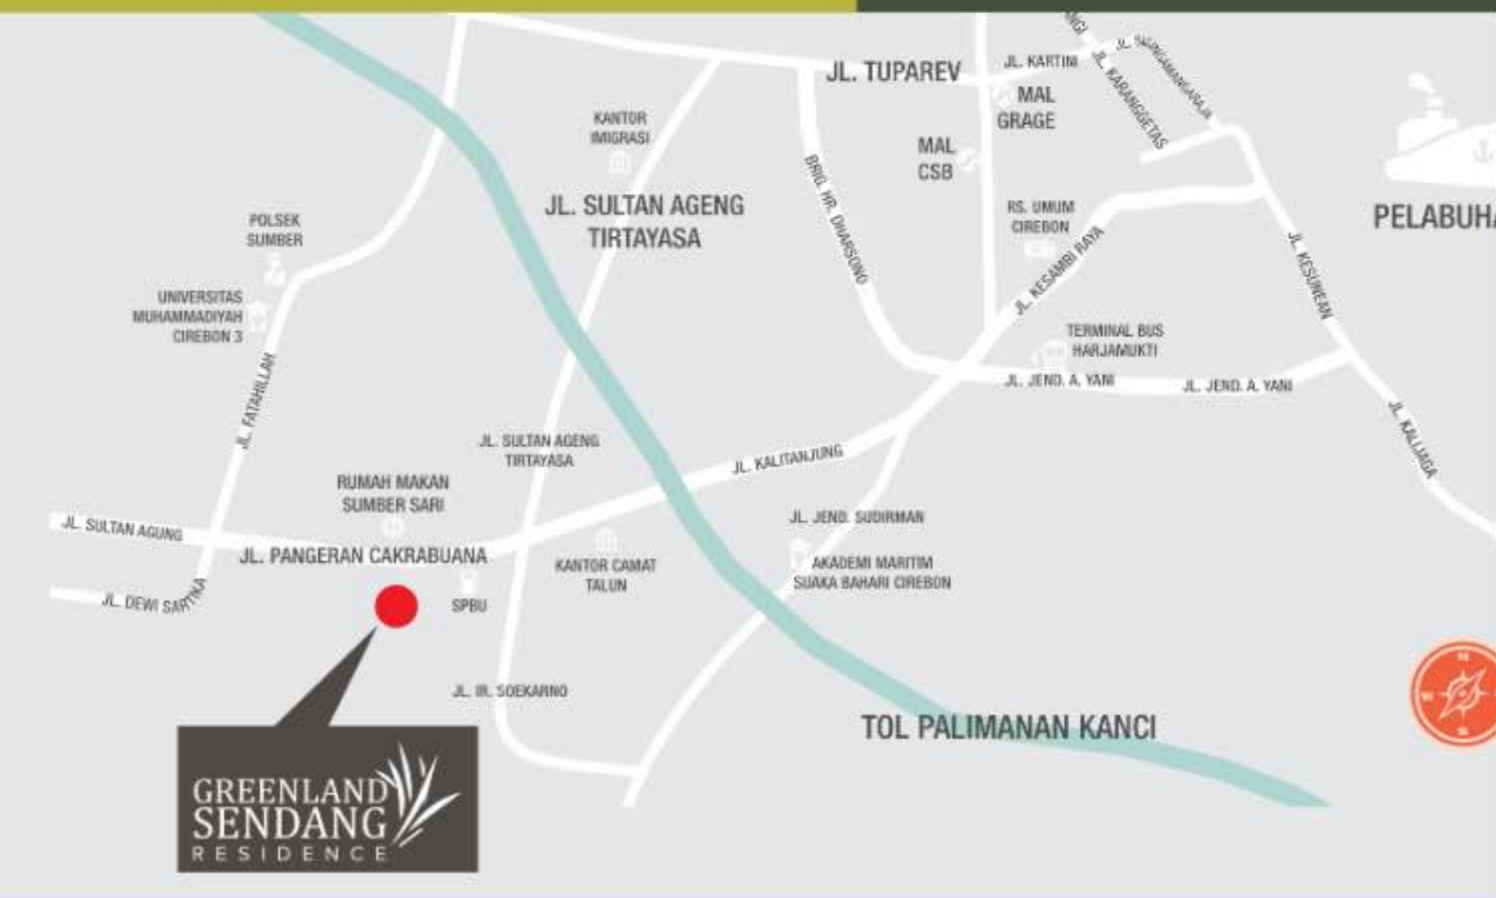 JL. TUPAREV
JL. KARTINI
JL. SISINGAMANGARAJA
JL. KARANGGETAS
MAL
GRAGE
MAL
CSB
KANTOR
IMIGRASI
JL. SULTAN AGENG
TIRTAYASA
BRIG. HR. DHARSONO
RS. UMUM
CIREBON
JL. KESAMBI RAYA
JL. KESUNEAN
PELABUHA
POLSEK
SUMBER
UNIVERSITAS
MUHAMMADIYAH
CIREBON 3
JL. FATAHILLAH
TERMINAL BUS
HARJAMUKTI
JL. JEND. A. YANI
JL. JEND. A. YANI
JL. KALIJAGA
JL. SULTAN AGENG
TIRTAYASA
JL. KALITANJUNG
RUMAH MAKAN
SUMBER SARI
JL. SULTAN AGUNG
JL. PANGERAN CAKRABUANA
JL. JEND. SUDIRMAN
KANTOR CAMAT
TALUN
AKADEMI MARITIM
SUAKA BAHARI CIREBON
JL. DEWI SARTIKA
SPBU
JL. IR. SOEKARNO
TOL PALIMANAN KANCI
N
W
S
GREENLAND
SENDANG
RESIDENCE